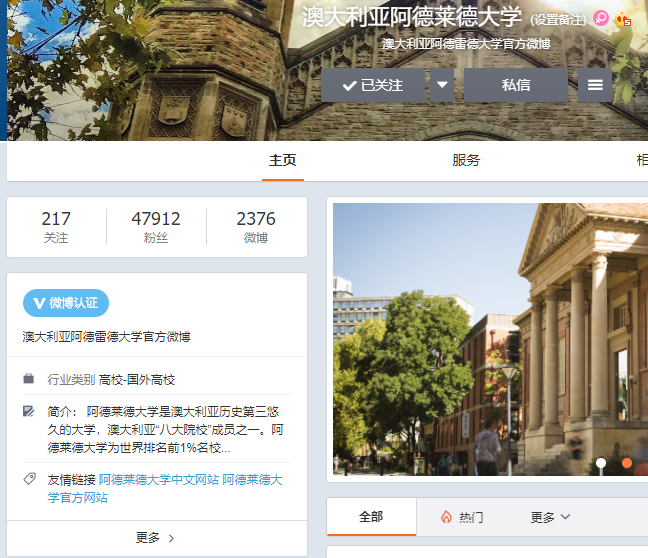 澳大利亚阿德莱德大学 (设置备注)
澳大利亚阿德雷德大学官方微博
已关注
私信
主页
服务
相
217
47912
2376
关注
粉丝
微博
微博认证
澳大利亚阿德雷德大学官方微博
行业类别 高校-国外高校
简介： 阿德莱德大学是澳大利亚历史第三悠
久的大学，澳大利亚“八大院校”成员之一。阿
德莱德大学为世界排名前1%名校...
友情链接 阿德莱德大学中文网站 阿德莱德大
学官方网站
更多
全部
热门
更多